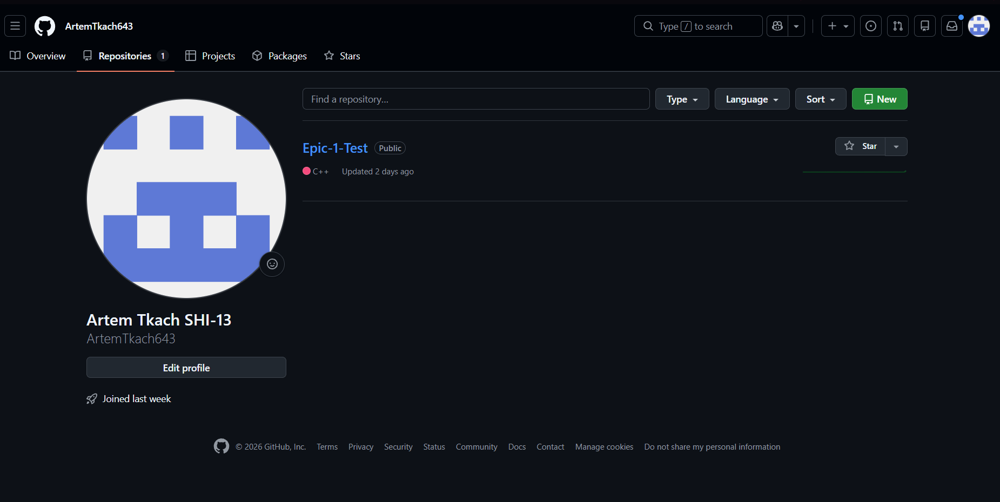 ArtemTkach643
Type / to search
Overview Repositories 1 Projects Packages Stars
Find a repository...
Type Language Sort New
Epic-1-Test Public
Star
C++ Updated 2 days ago
Artem Tkach SHI-13
ArtemTkach643
Edit profile
Joined last week
© 2026 GitHub, Inc. Terms Privacy Security Status Community Docs Contact Manage cookies Do not share my personal information